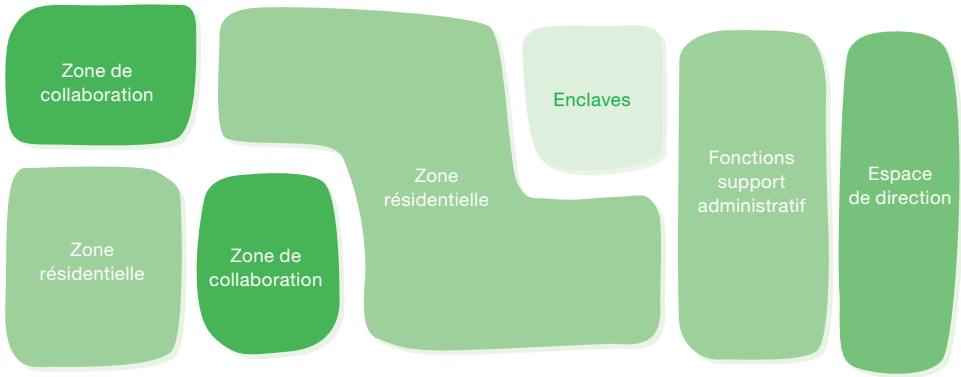 Zone de
collaboration
Zone
résidentielle
Zone de
collaboration
Zone
résidentielle
Enclaves
Fonctions
support
administratif
Espace
de direction